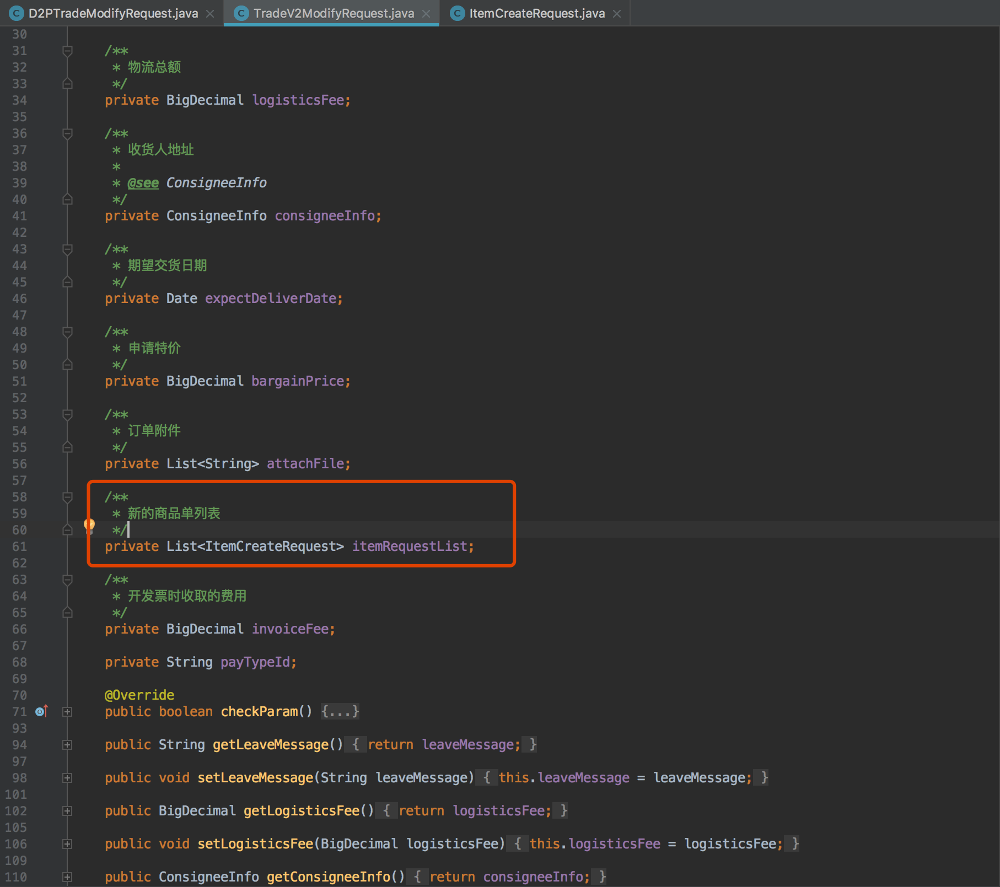 D2PTradeModifyRequest.java TradeV2ModifyRequest.java ItemCreateRequest.java
30
31 /**
32 * 物流总额
33 */
34 private BigDecimal logisticsFee;
35
36 /**
37 * 收货人地址
38 *
39 * @see ConsigneeInfo
40 */
41 private ConsigneeInfo consigneeInfo;
42
43 /**
44 * 期望交货日期
45 */
46 private Date expectDeliverDate;
47
48 /**
49 * 申请特价
50 */
51 private BigDecimal bargainPrice;
52
53 /**
54 * 订单附件
55 */
56 private List<String> attachFile;
57
58 /**
59 * 新的商品单列表
60 */
61 private List<ItemCreateRequest> itemRequestList;
62
63 /**
64 * 开发票时收取的费用
65 */
66 private BigDecimal invoiceFee;
67
68 private String payTypeId;
69
70 @Override
71 public boolean checkParam() {...}
93
94 public String getLeaveMessage() { return leaveMessage; }
97
98 public void setLeaveMessage(String leaveMessage) { this.leaveMessage = leaveMessage; }
101
102 public BigDecimal getLogisticsFee() { return logisticsFee; }
105
106 public void setLogisticsFee(BigDecimal logisticsFee) { this.logisticsFee = logisticsFee; }
109
110 public ConsigneeInfo getConsigneeInfo() { return consigneeInfo; }